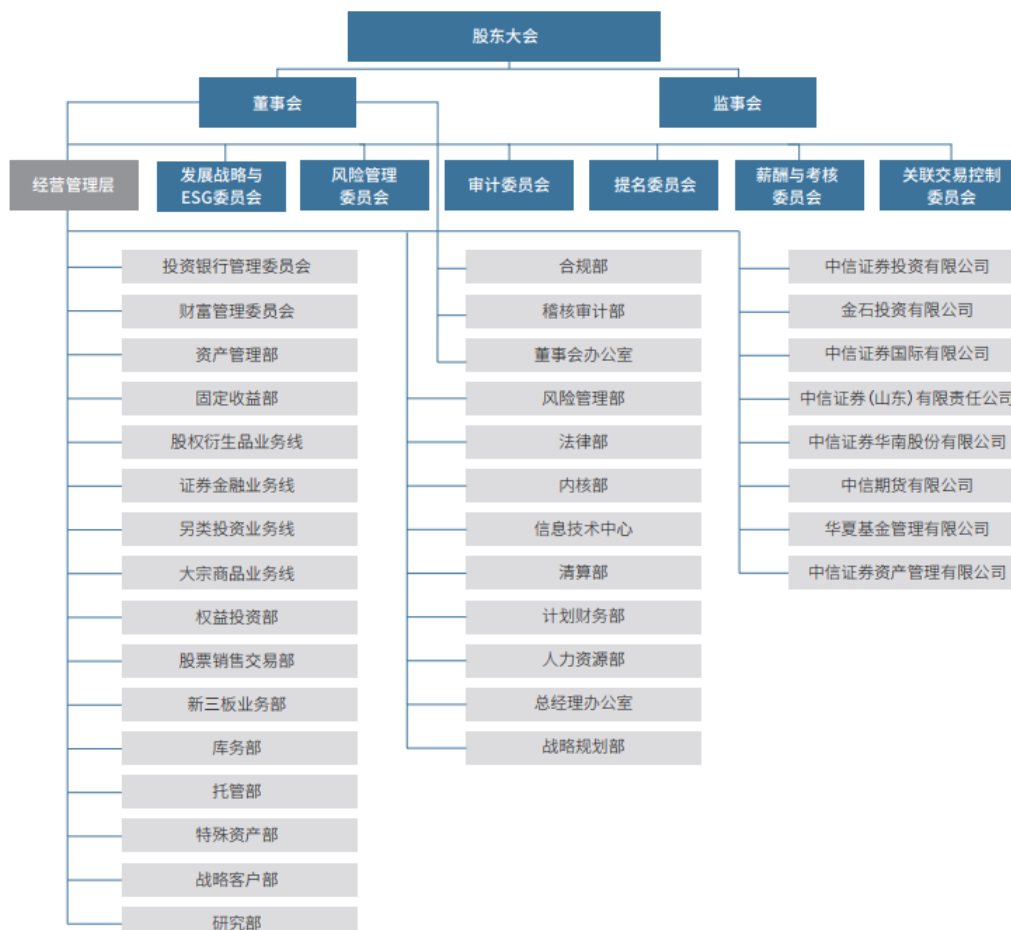 股东大会
董事会
监事会
经营管理层
发展战略与
ESG委员会
风险管理
委员会
审计委员会
提名委员会
薪酬与考核
委员会
关联交易控制
委员会
投资银行管理委员会
财富管理委员会
资产管理部
固定收益部
股权衍生品业务线
证券金融业务线
另类投资业务线
大宗商品业务线
权益投资部
股票销售交易部
新三板业务部
库务部
托管部
特殊资产部
战略客户部
研究部
合规部
稽核审计部
董事会办公室
风险管理部
法律部
内核部
信息技术中心
清算部
计划财务部
人力资源部
总经理办公室
战略规划部
中信证券投资有限公司
金石投资有限公司
中信证券国际有限公司
中信证券(山东)有限责任公司
中信证券华南股份有限公司
中信期货有限公司
华夏基金管理有限公司
中信证券资产管理有限公司